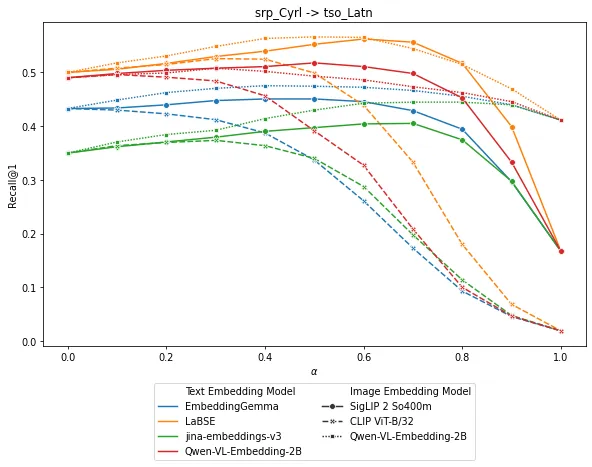 srp_Cyrl -> tso_Latn
Recall@1
0.5
0.4
0.3
0.2
0.1
0.0
0.0 0.2 0.4 0.6 0.8 1.0
α
Text Embedding Model Image Embedding Model
EmbeddingGemma SigLIP 2 So400m
LaBSE CLIP ViT-B/32
jina-embeddings-v3 Qwen-VL-Embedding-2B
Qwen-VL-Embedding-2B